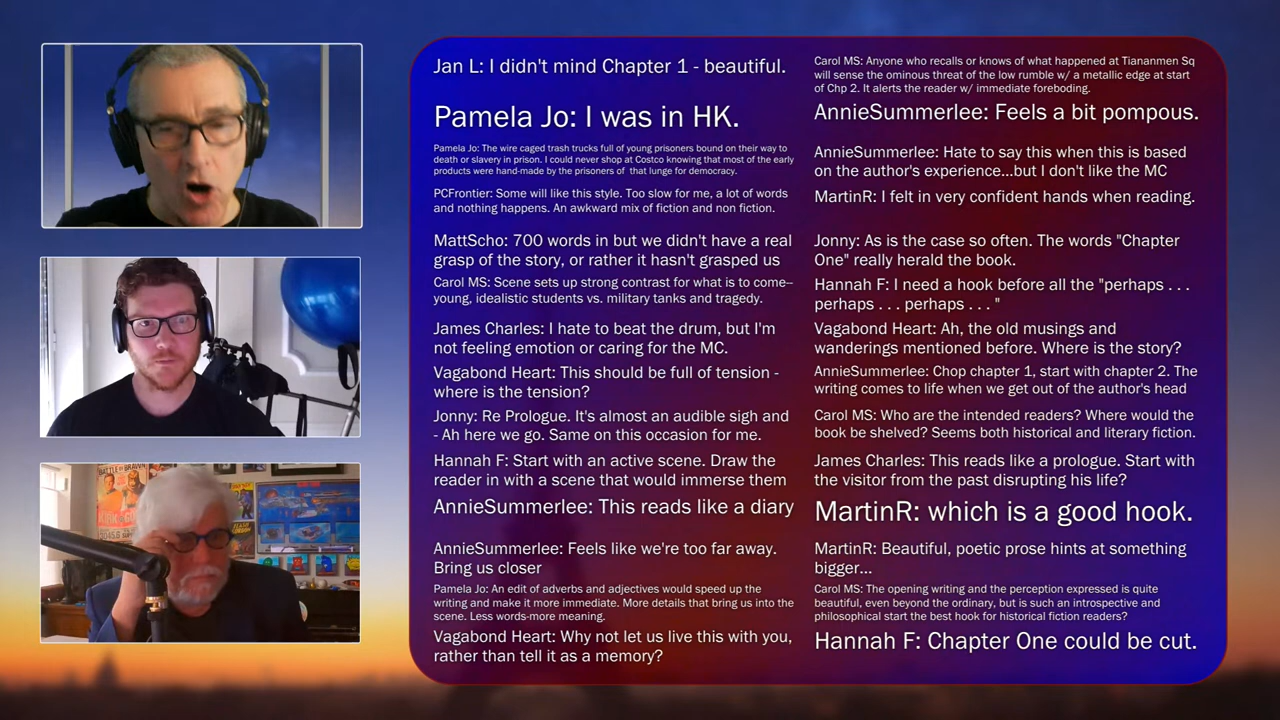 Jan L: I didn't mind Chapter 1 - beautiful.
Pamela Jo: I was in HK.
Pamela Jo: The wire caged trash trucks full of young prisoners bound on their way to
death or slavery in prison. I could never shop at Costco knowing that most of the early
products were hand-made by the prisoners of that lunge for democracy.
PCFrontier: Some will like this style. Too slow for me, a lot of words
and nothing happens. An awkward mix of fiction and non fiction.
MattScho: 700 words in but we didn't have a real
grasp of the story, or rather it hasn't grasped us
Carol MS: Scene sets up strong contrast for what is to come--
young, idealistic students vs. military tanks and tragedy.
James Charles: I hate to beat the drum, but I'm
not feeling emotion or caring for the MC.
Vagabond Heart: This should be full of tension -
where is the tension?
Jonny: Re Prologue. It's almost an audible sigh and
- Ah here we go. Same on this occasion for me.
Hannah F: Start with an active scene. Draw the
reader in with a scene that would immerse them
AnnieSummerlee: This reads like a diary
AnnieSummerlee: Feels like we're too far away.
Bring us closer
Pamela Jo: An edit of adverbs and adjectives would speed up the
writing and make it more immediate. More details that bring us into the
scene. Less words-more meaning.
Vagabond Heart: Why not let us live this with you,
rather than tell it as a memory?
Carol MS: Anyone who recalls or knows of what happened at Tiananmen Sq
will sense the ominous threat of the low rumble w/ a metallic edge at start
of Chp 2. It alerts the reader w/ immediate foreboding.
AnnieSummerlee: Feels a bit pompous.
AnnieSummerlee: Hate to say this when this is based
on the author's experience...but I don't like the MC
MartinR: I felt in very confident hands when reading.
Jonny: As is the case so often. The words "Chapter
One" really herald the book.
Hannah F: I need a hook before all the "perhaps . . .
perhaps . . . perhaps . . . "
Vagabond Heart: Ah, the old musings and
wanderings mentioned before. Where is the story?
AnnieSummerlee: Chop chapter 1, start with chapter 2. The
writing comes to life when we get out of the author's head
Carol MS: Who are the intended readers? Where would the
book be shelved? Seems both historical and literary fiction.
James Charles: This reads like a prologue. Start with
the visitor from the past disrupting his life?
MartinR: which is a good hook.
MartinR: Beautiful, poetic prose hints at something
bigger...
Carol MS: The opening writing and the perception expressed is quite
beautiful, even beyond the ordinary, but is such an introspective and
philosophical start the best hook for historical fiction readers?
Hannah F: Chapter One could be cut.